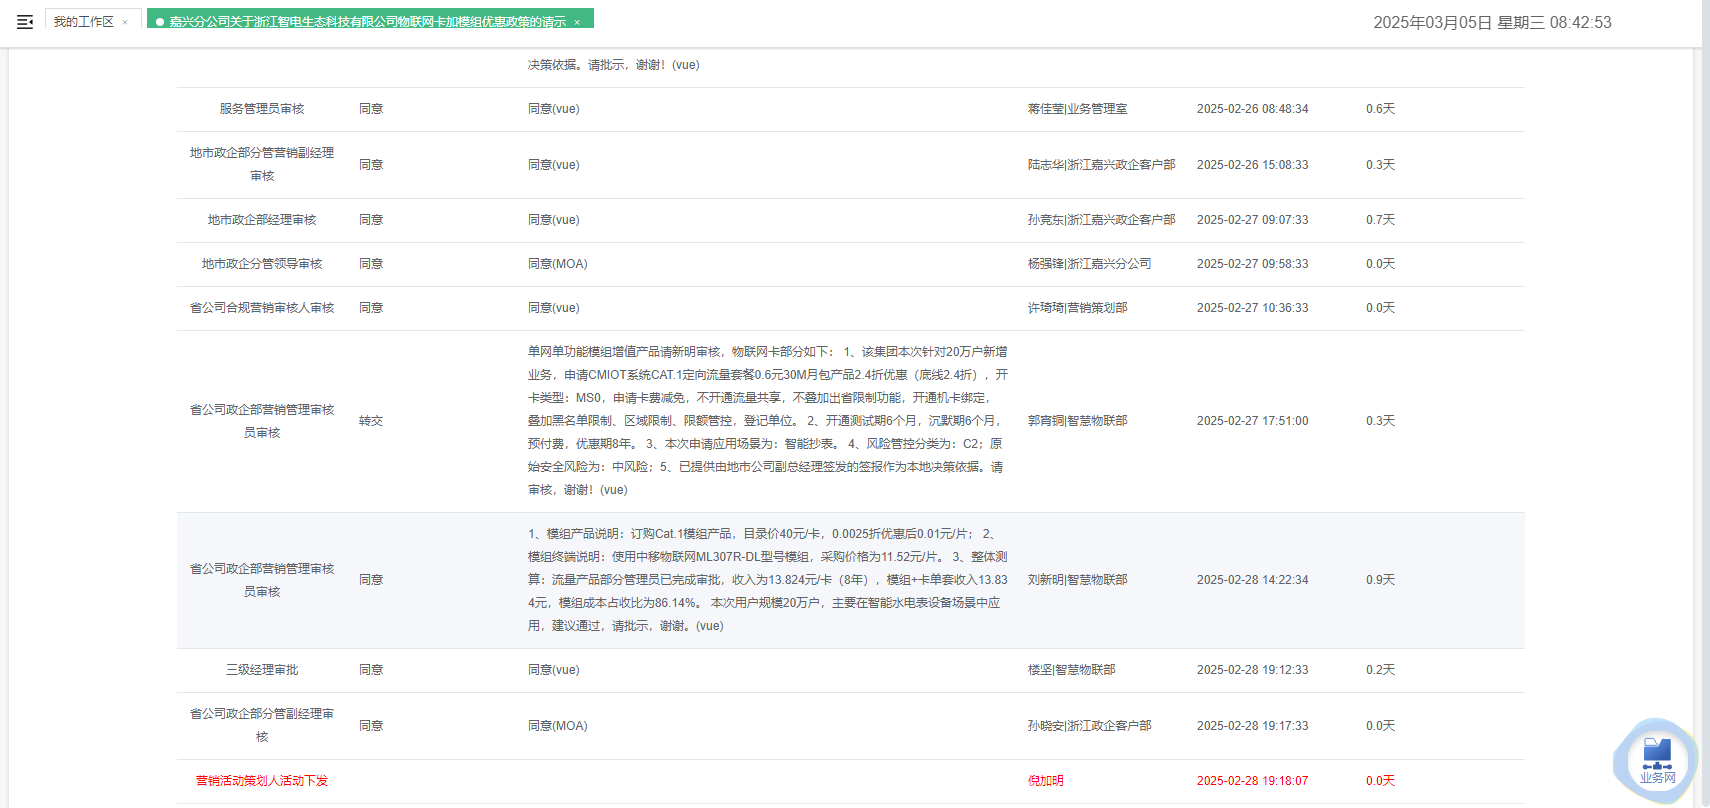 我的工作区 ×
嘉兴分公司关于浙江智电生态科技有限公司物联网卡加模组优惠政策的请示 ×
2025年03月05日 星期三 08:42:53
决策依据。请批示，谢谢！(vue)
服务管理员审核 同意 同意(vue) 蒋佳莹|业务管理室 2025-02-26 08:48:34 0.6天
地市政企部分管营销副经理
审核 同意 同意(vue) 陆志华|浙江嘉兴政企客户部 2025-02-26 15:08:33 0.3天
地市政企部经理审核 同意 同意(vue) 孙竞东|浙江嘉兴政企客户部 2025-02-27 09:07:33 0.7天
地市政企分管领导审核 同意 同意(MOA) 杨强锋|浙江嘉兴分公司 2025-02-27 09:58:33 0.0天
省公司合规营销审核人审核 同意 同意(vue) 许琦琦|营销策划部 2025-02-27 10:36:33 0.0天
省公司政企部营销管理审核
员审核 转交
单网单功能模组增值产品请新明审核，物联网卡部分如下： 1、该集团本次针对20万户新增
业务，申请CMIOT系统CAT.1定向流量套餐0.6元30M月包产品2.4折优惠（底线2.4折），开
卡类型：MS0，申请卡费减免，不开通流量共享，不叠加出省限制功能，开通机卡绑定，
叠加黑名单限制、区域限制、限额管控，登记单位。 2、开通测试期6个月，沉默期6个月，
预付费，优惠期8年。 3、本次申请应用场景为：智能抄表。 4、风险管控分类为：C2；原
始安全风险为：中风险；5、已提供由地市公司副总经理签发的签报作为本地决策依据。请
审核，谢谢！(vue)
郭宵铜|智慧物联部 2025-02-27 17:51:00 0.3天
省公司政企部营销管理审核
员审核 同意
1、模组产品说明：订购Cat.1模组产品，目录价40元/卡，0.0025折优惠后0.01元/片； 2、
模组终端说明：使用中移物联网ML307R-DL型号模组，采购价格为11.52元/片。 3、整体测
算：流量产品部分管理员已完成审批，收入为13.824元/卡（8年），模组+卡单套收入13.83
4元，模组成本占收比为86.14%。 本次用户规模20万户，主要在智能水电表设备场景中应
用，建议通过，请批示，谢谢。(vue)
刘新明|智慧物联部 2025-02-28 14:22:34 0.9天
三级经理审批 同意 同意(vue) 楼坚|智慧物联部 2025-02-28 19:12:33 0.2天
省公司政企部分管副经理审
核 同意 同意(MOA) 孙晓安|浙江政企客户部 2025-02-28 19:17:33 0.0天
营销活动策划人活动下发 倪加明 2025-02-28 19:18:07 0.0天
业务网